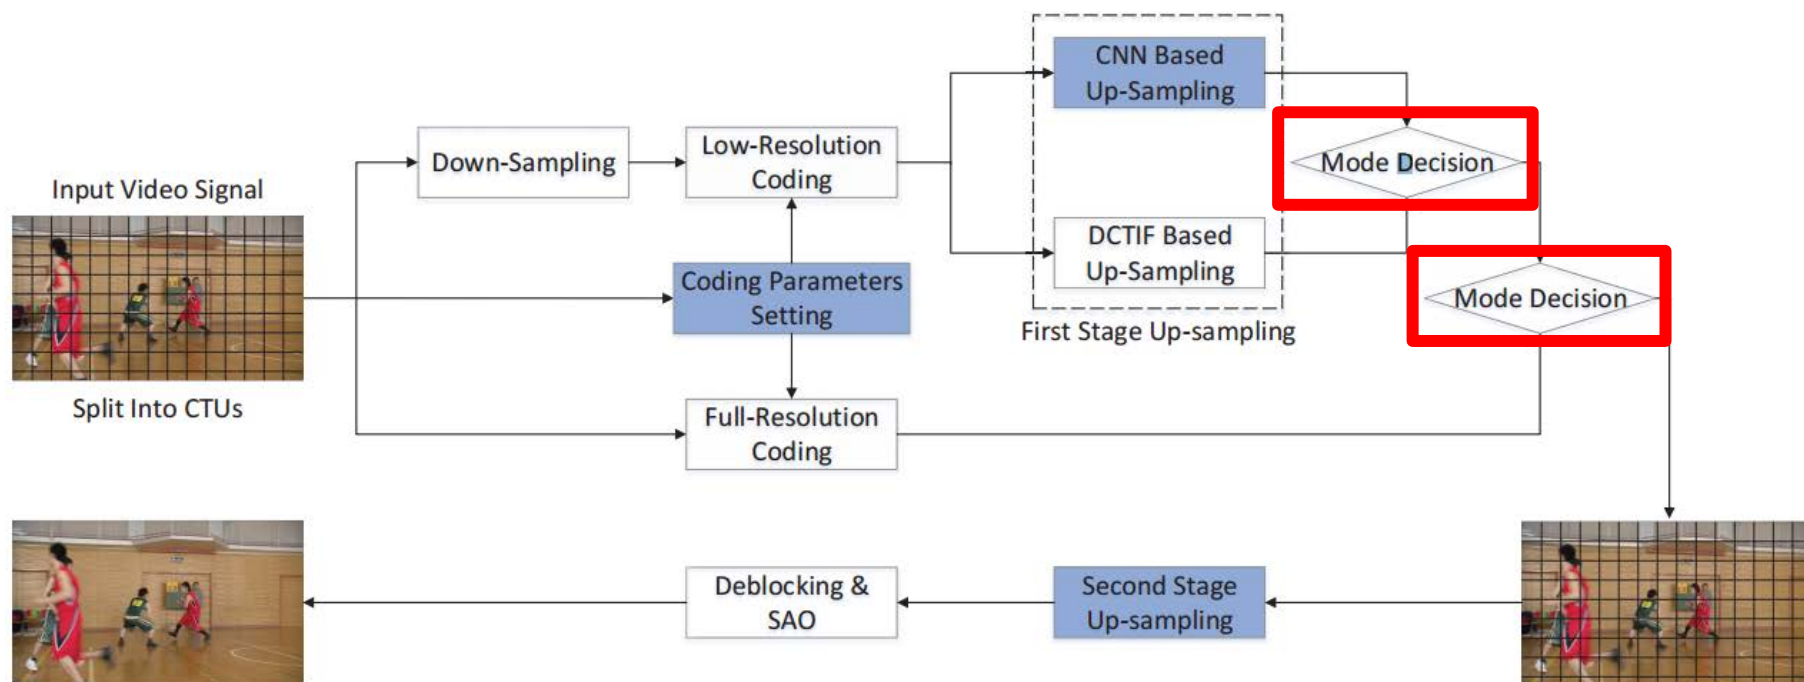 CNN Based
Up-Sampling
Low-Resolution
Coding
Down-Sampling
Mode Decision
Input Video Signal
DCTIF Based
Up-Sampling
Coding Parameters
Setting
Mode Decision
First Stage Up-sampling
Split Into CTUs
Full-Resolution
Coding
Deblocking &
SAO
Second Stage
Up-sampling